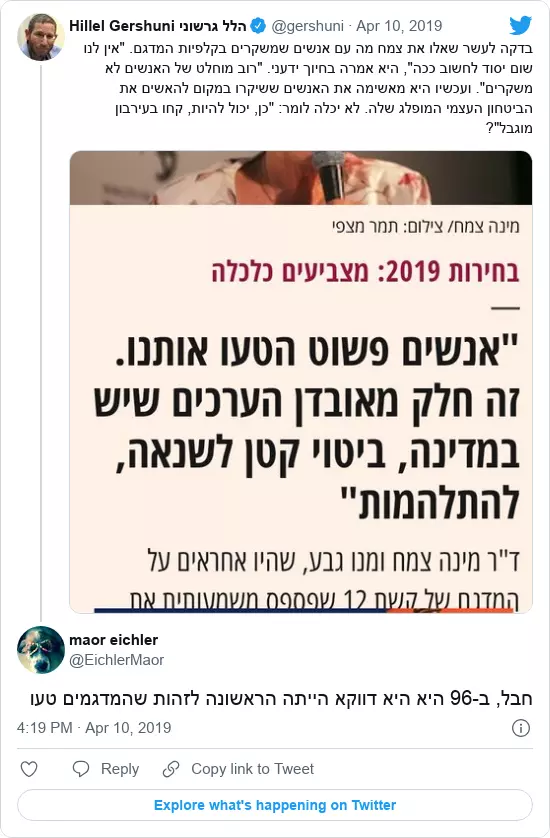 Hillel Gershuni הלל גרשוני @gershuni · Apr 10, 2019
בדקה לעשר שאלו את צמח מה עם אנשים שמשקרים בקלפיות המדגם. "אין לנו
שום יסוד לחשוב ככה", היא אמרה בחיוך ידעני. "רוב מוחלט של האנשים לא
משקרים". ועכשיו היא מאשימה את האנשים ששיקרו במקום להאשים את
הביטחון העצמי המופלג שלה. לא יכלה לומר: "כן, יכול להיות, קחו בעירבון
מוגבל"?
מינה צמח/ צילום: תמר מצפי
בחירות 2019: מצביעים כלכלה
"אנשים פשוט הטעו אותנו.
זה חלק מאובדן הערכים שיש
במדינה, ביטוי קטן לשנאה,
להתלהמות"
ד"ר מינה צמח ומנו גבע, שהיו אחראים על
המדגם של קשת 12 שפספס משמעותית את
maor eichler
@EichlerMaor
חבל, ב-96 היא היא דווקא הייתה הראשונה לזהות שהמדגמים טעו
4:19 PM · Apr 10, 2019
Reply
Copy link to Tweet
Explore what's happening on Twitter